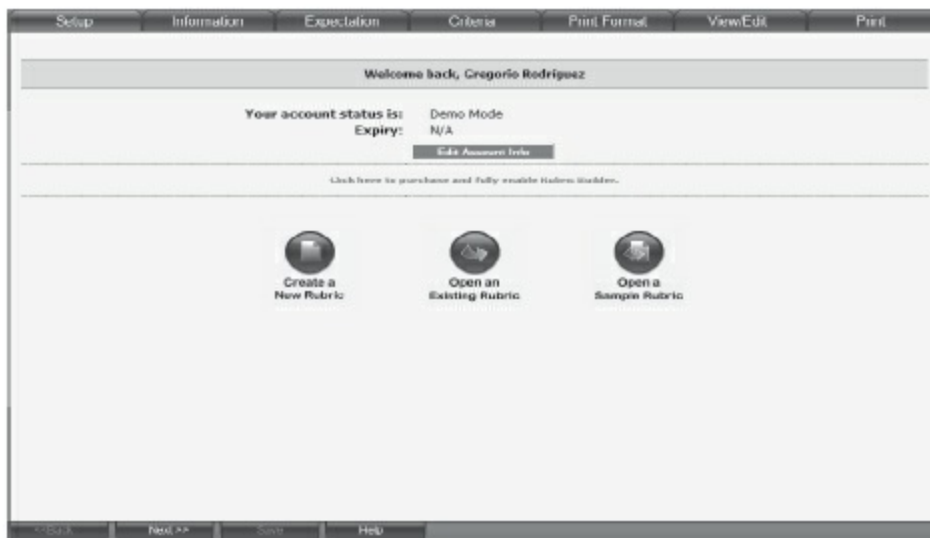 Setup Information Expectation Criteria Print Format View/Edit Print
Welcome back, Gregorio Rodriguez
Your account status is: Demo Mode
Expiry: N/A
Edit Account Info
Click here to purchase and fully enable Rubric Builder.
Create a
New Rubric
Open an
Existing Rubric
Open a
Sample Rubric
<<Back Next >> Save Help